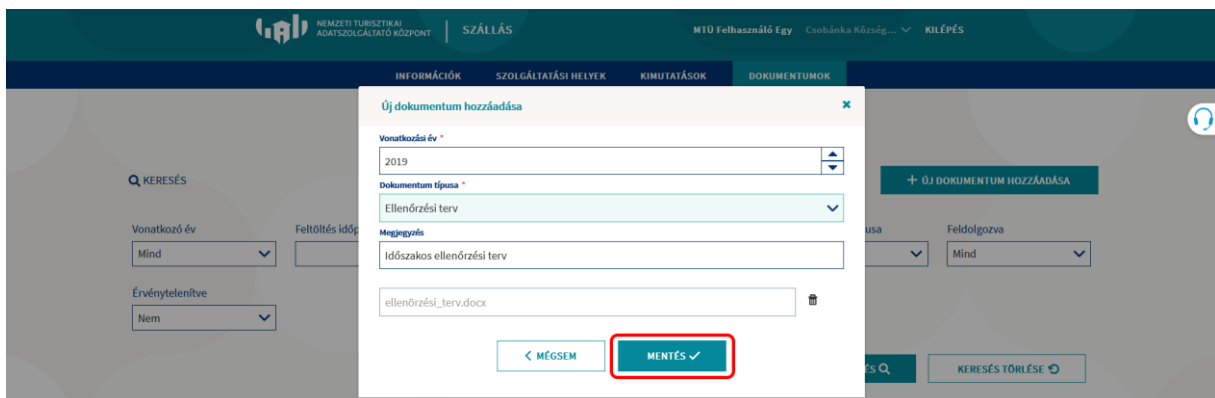 NEMZETI TURISZTIKAI
ADATSZOLGÁLTATÓ KÖZPONT
SZÁLLÁS
MTÜ Felhasználó Egy Csobánka Község... KILÉPÉS
INFORMÁCIÓK SZOLGÁLTATÁSI HELYEK KIMUTATÁSOK DOKUMENTUMOK
Új dokumentum hozzáadása
Vonatkozási év *
2019
Dokumentum típusa *
Ellenőrzési terv
Megjegyzés
Időszakos ellenőrzési terv
ellenörzési_terv.docx
MÉGSEM MENTÉS
KERESÉS
+ ÚJ DOKUMENTUM HOZZÁADÁSA
Vonatkozó év Feltöltés időp usa Feldolgozva
Mind Mind
Érvénytelenítve
Nem
ÉS KERESÉS TÖRLÉSE